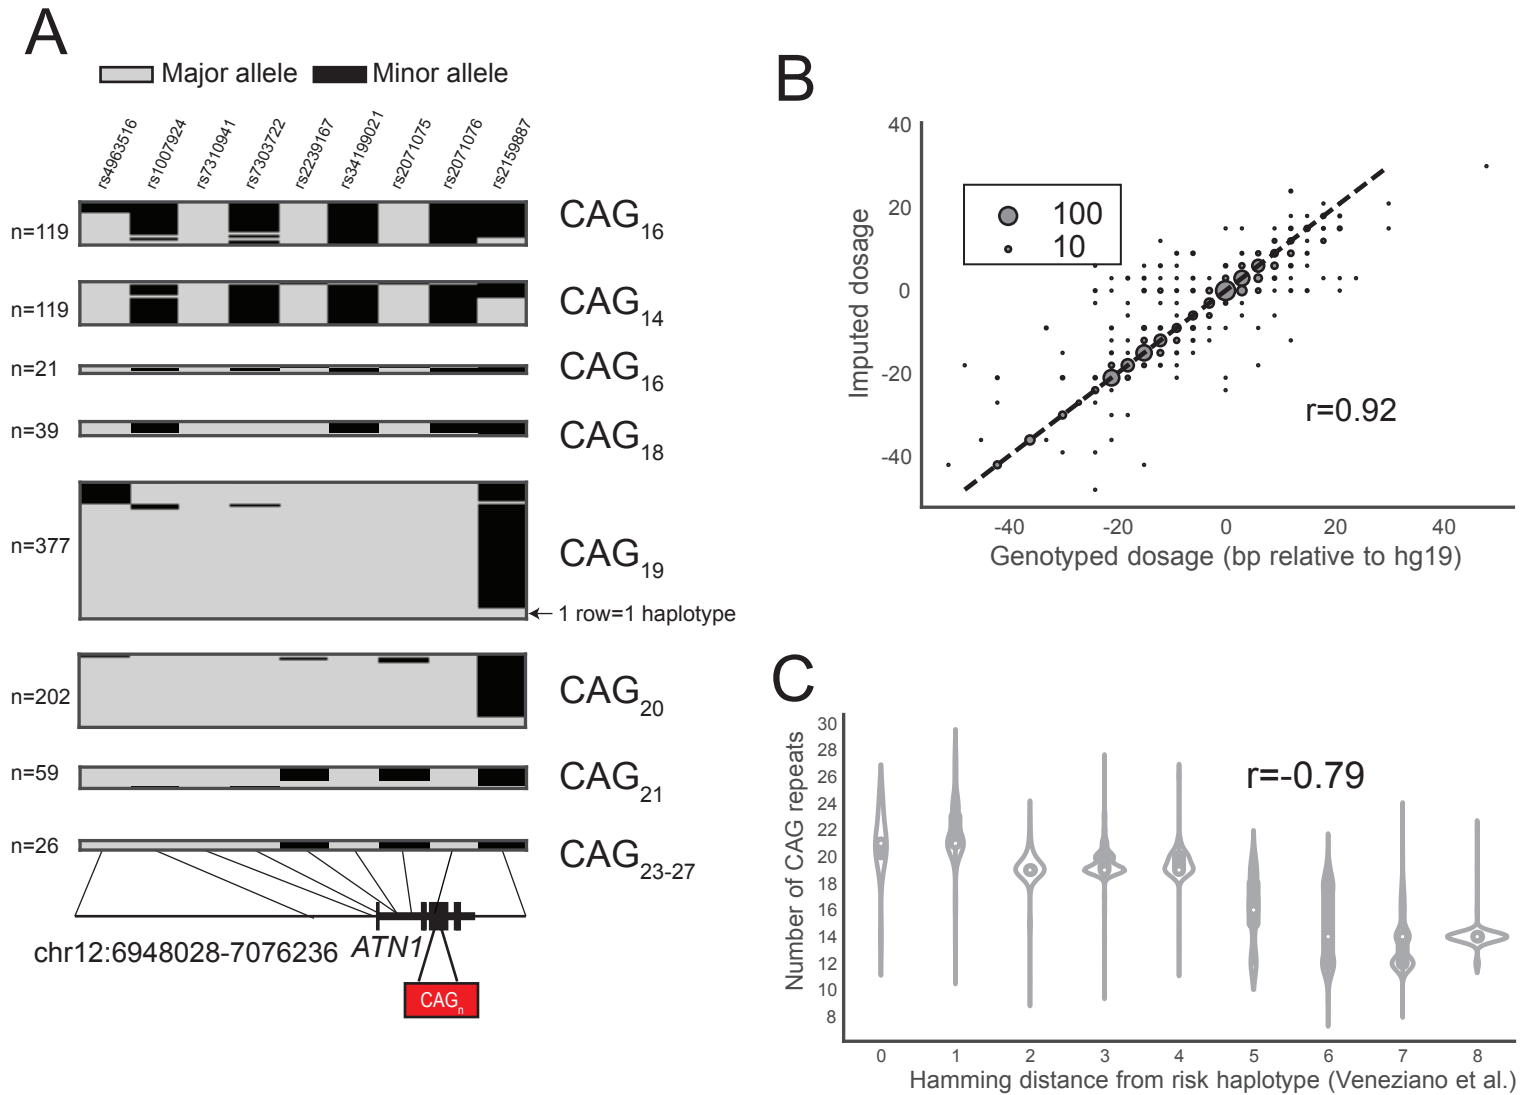 A
Major allele
Minor allele
rs4963516
rs1007924
rs7310941
rs7303722
rs2239167
rs34199021
rs2071075
rs2071076
rs2159887
n=119
CAG16
n=119
CAG14
n=21
CAG16
n=39
CAG18
n=377
CAG19
1 row=1 haplotype
n=202
CAG20
n=59
CAG21
n=26
CAG23-27
chr12:6948028-7076236
ATN1
CAGn
B
40
20
0
-20
-40
Imputed dosage
100
10
r=0.92
-40 -20 0 20 40
Genotyped dosage (bp relative to hg19)
C
30
28
26
24
22
20
18
16
14
12
10
8
Number of CAG repeats
r=-0.79
0 1 2 3 4 5 6 7 8
Hamming distance from risk haplotype (Veneziano et al.)